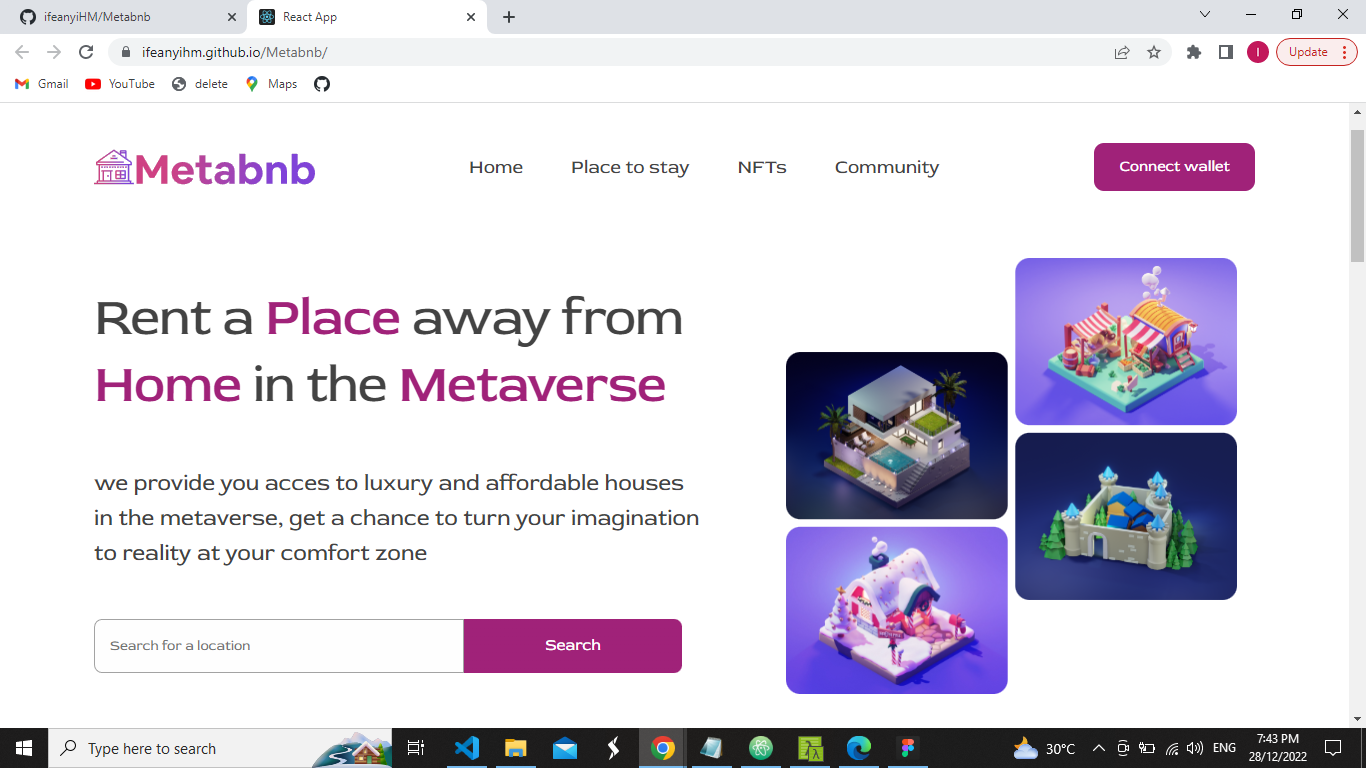 ifeanyiHM/Metabnb
React App
ifeanyihm.github.io/Metabnb/
I
Update
Gmail
YouTube
delete
Maps
Metabnb
Home
Place to stay
NFTs
Community
Connect wallet
Rent a Place away from
Home in the Metaverse
we provide you acces to luxury and affordable houses
in the metaverse, get a chance to turn your imagination
to reality at your comfort zone
Search for a location
Search
Type here to search
30°C
ENG
7:43 PM
28/12/2022